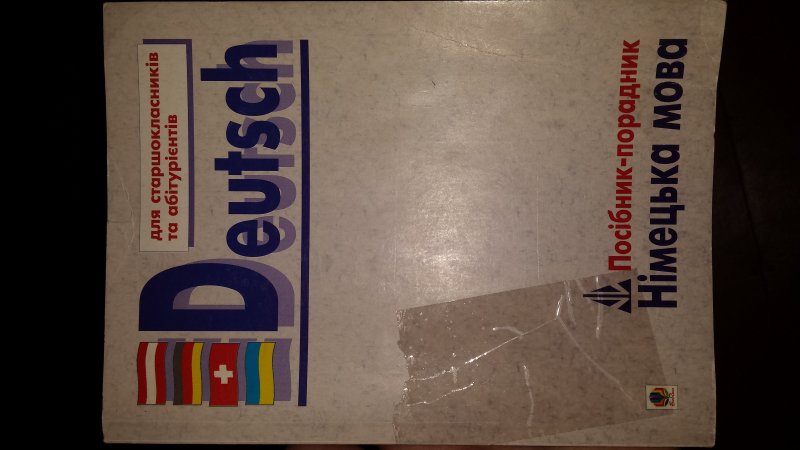 для старшокласників
та абітурієнтів
Deutsch
Посібник-порадник
Німецька мова